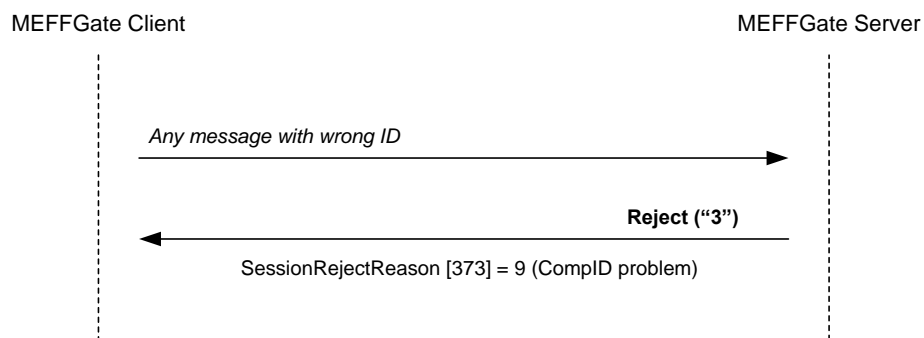 MEFFGate Client
MEFFGate Server
Any message with wrong ID
Reject (“3”)
SessionRejectReason [373] = 9 (CompID problem)